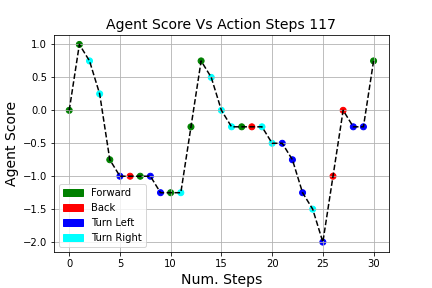 Agent Score Vs Action Steps 117
1.0
0.5
0.0
−0.5
−1.0
−1.5
−2.0
Agent Score
Forward
Back
Turn Left
Turn Right
0 5 10 15 20 25 30
Num. Steps